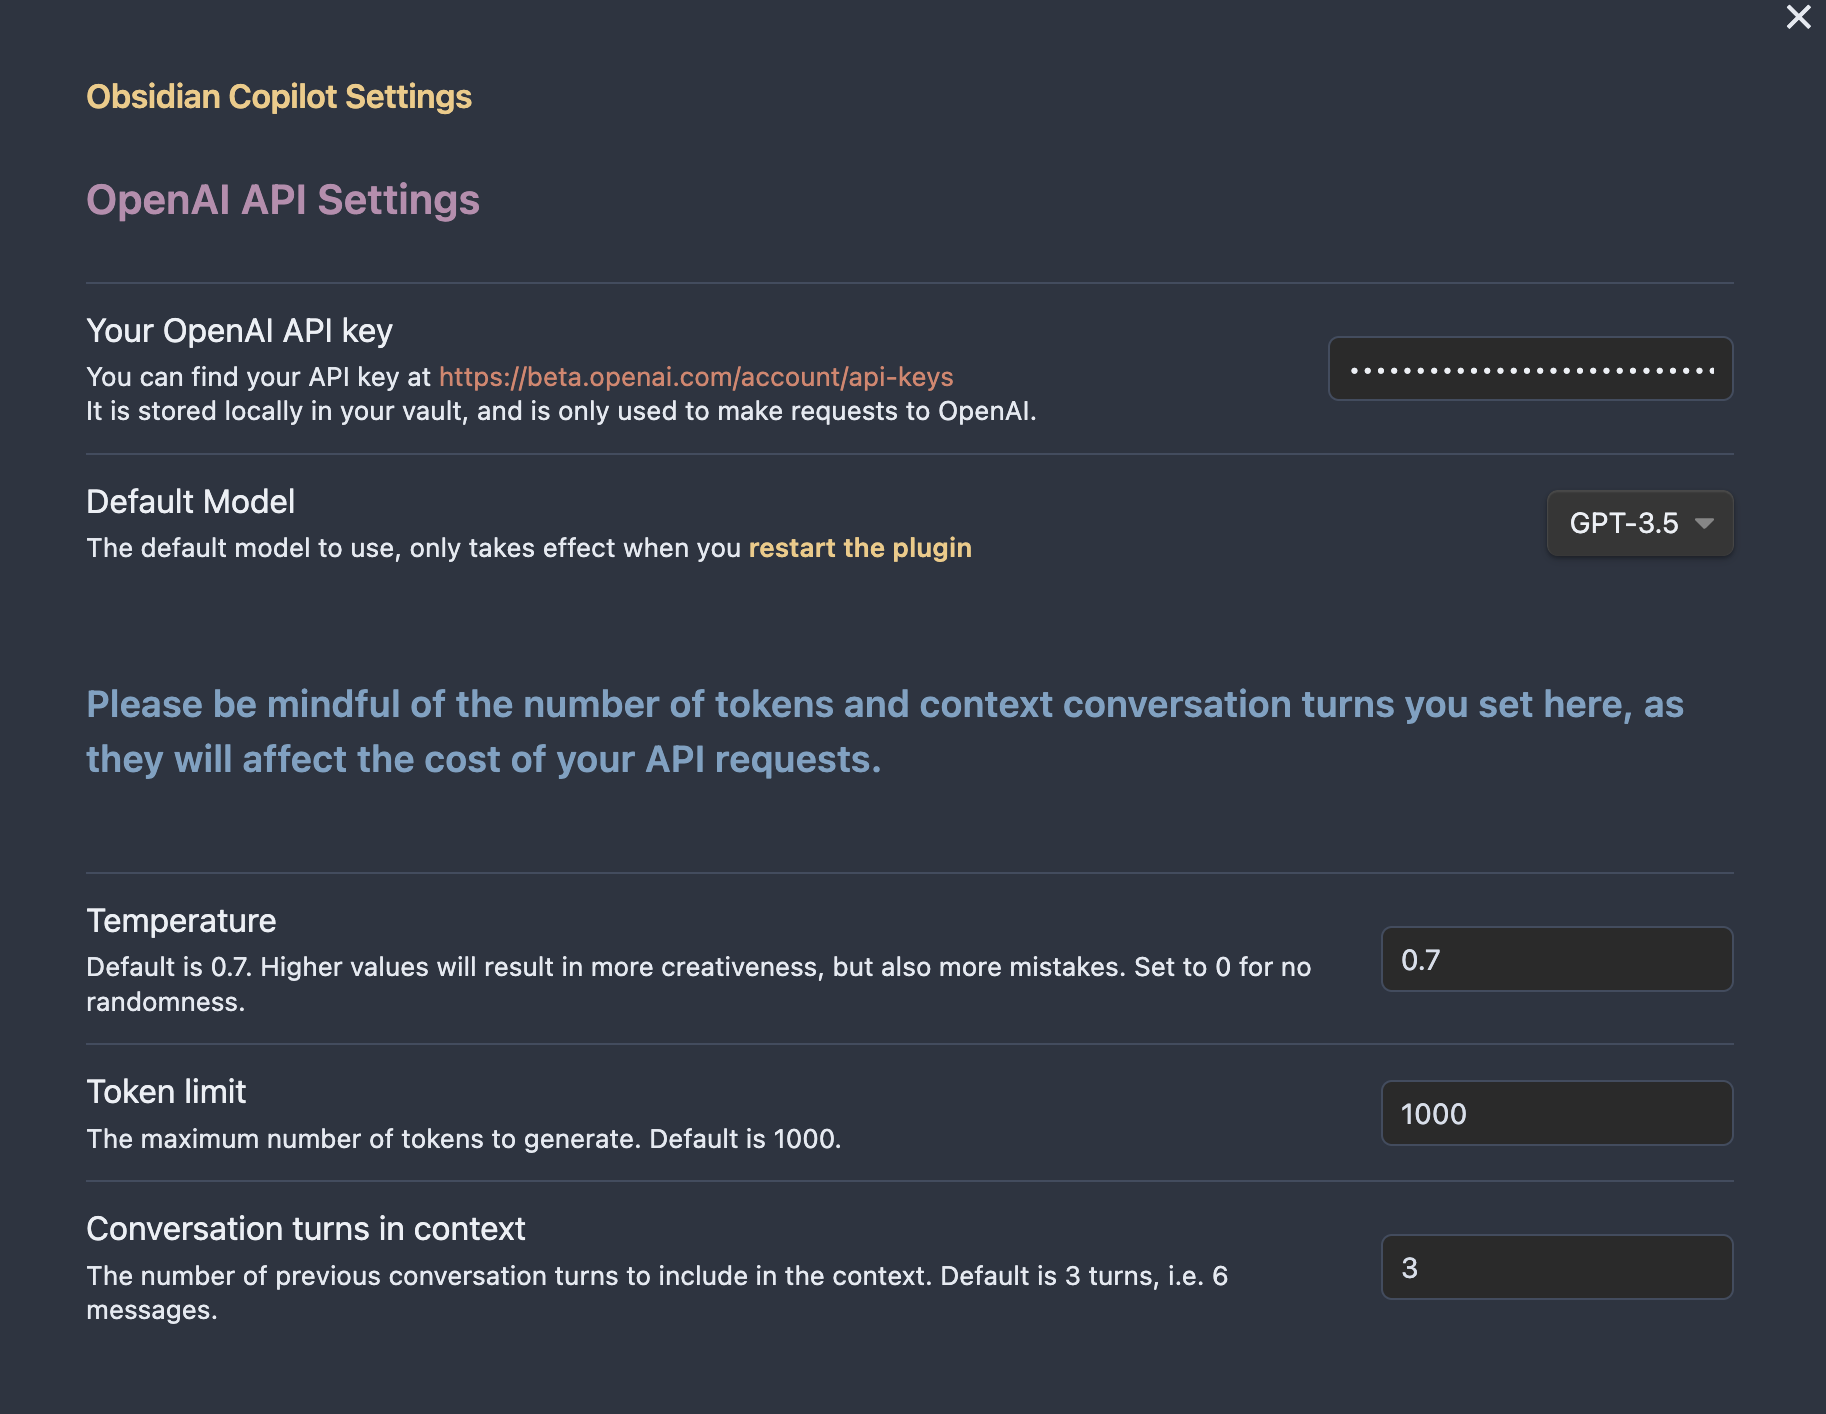 Obsidian Copilot Settings
OpenAI API Settings
Your OpenAI API key
You can find your API key at https://beta.openai.com/account/api-keys
It is stored locally in your vault, and is only used to make requests to OpenAI.
Default Model
The default model to use, only takes effect when you restart the plugin
GPT-3.5
Please be mindful of the number of tokens and context conversation turns you set here, as
they will affect the cost of your API requests.
Temperature
Default is 0.7. Higher values will result in more creativeness, but also more mistakes. Set to 0 for no
randomness.
0.7
Token limit
The maximum number of tokens to generate. Default is 1000.
1000
Conversation turns in context
The number of previous conversation turns to include in the context. Default is 3 turns, i.e. 6
messages.
3